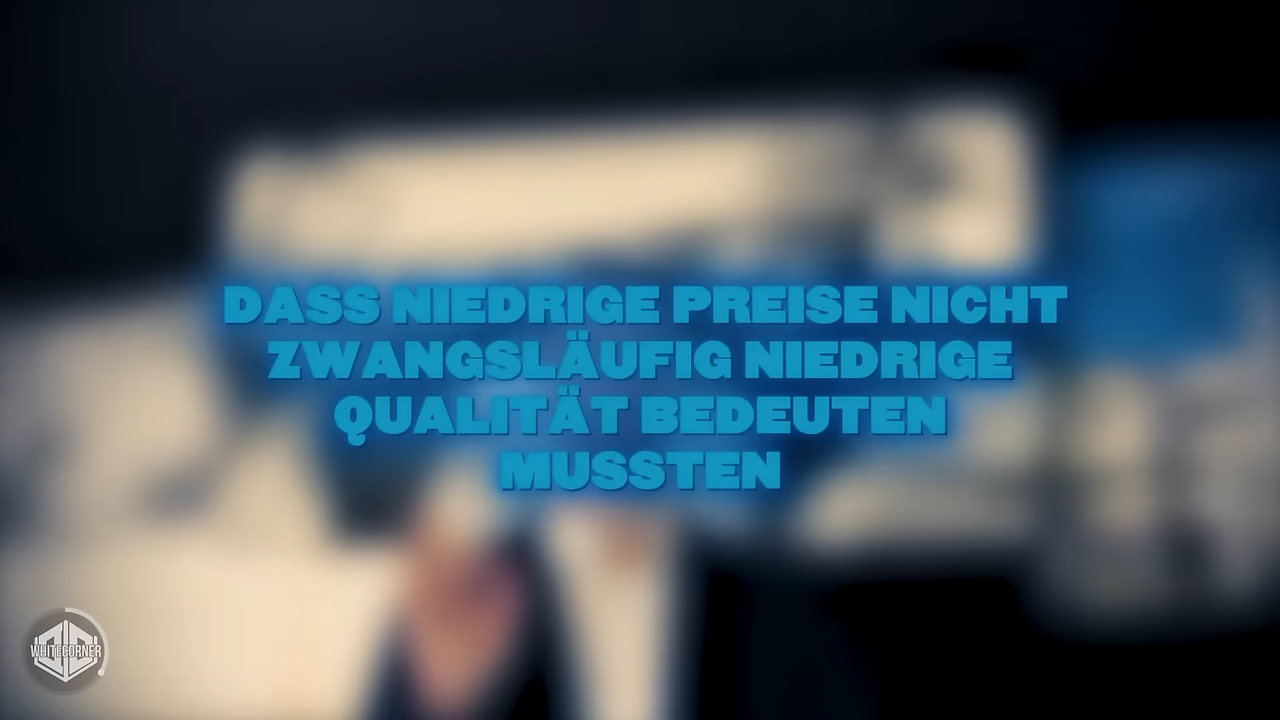 DASS NIEDRIGE PREISE NICHT
ZWANGSLÄUFIG NIEDRIGE
QUALITÄT BEDEUTEN
MUSSTEN
WHITECORNER